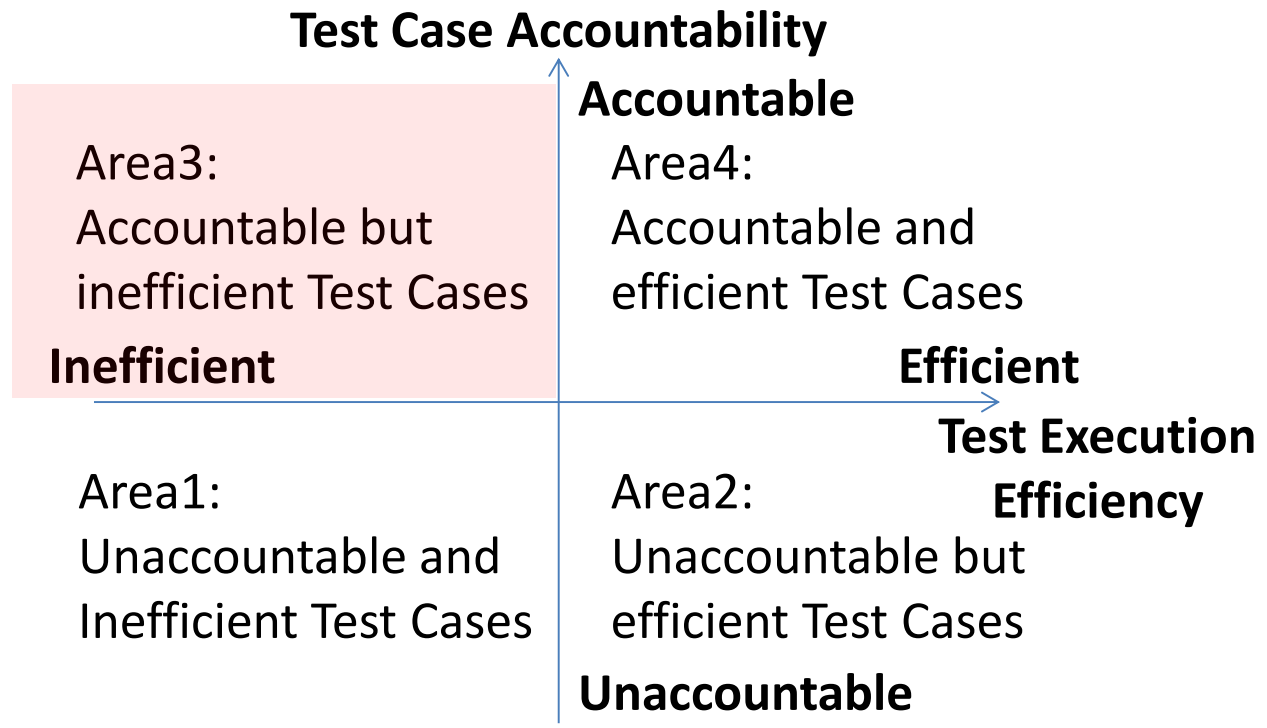 Test Case Accountability
Accountable
Area3:
Accountable but
inefficient Test Cases
Area4:
Accountable and
efficient Test Cases
Inefficient
Efficient
Test Execution
Efficiency
Area1:
Unaccountable and
Inefficient Test Cases
Area2:
Unaccountable but
efficient Test Cases
Unaccountable